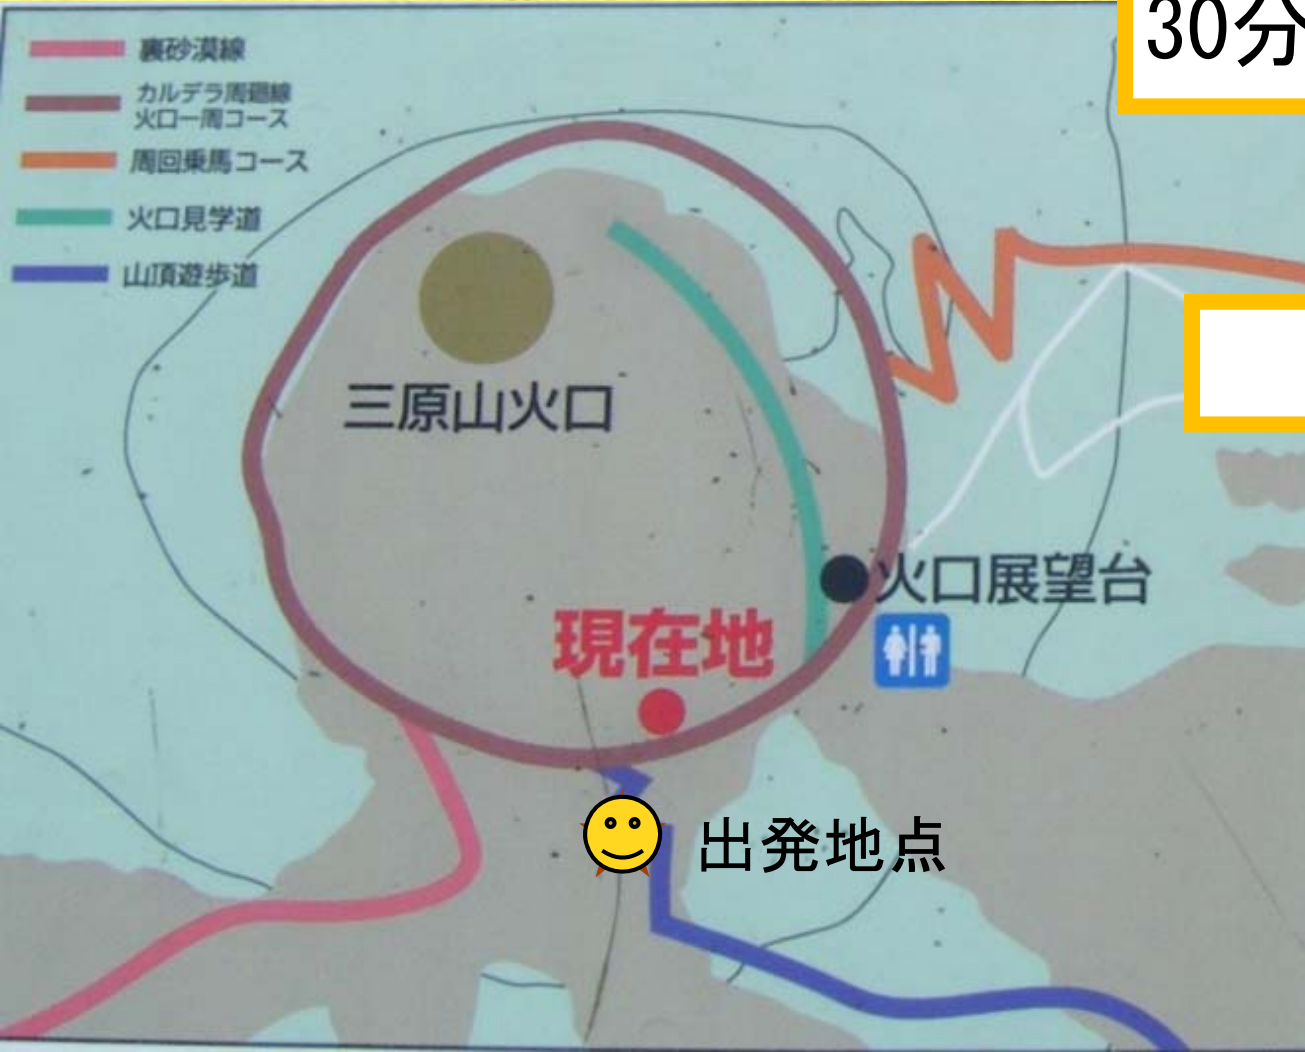 30分
裏砂漠線
カルデラ周廻線
火口一周コース
周回乗馬コース
火口見学道
山頂遊歩道
三原山火口
火口展望台
現在地
出発地点